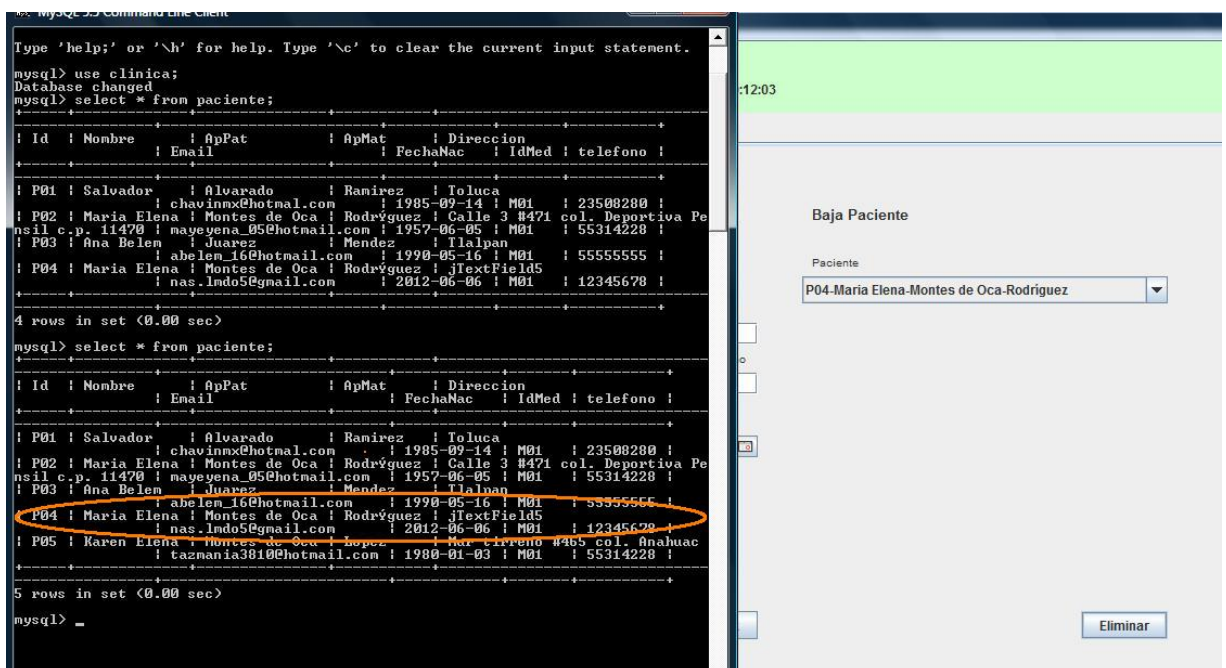 MySQL 5.5 Command Line Client
Type 'help;' or '\h' for help. Type '\c' to clear the current input statement.
mysql> use clinica;
Database changed
mysql> select * from paciente;
| Id | Nombre | ApPat | ApMat | Direccion
| Email | FechaNac | IdMed | telefono |
| P01 | Salvador | Alvarado | Ramirez | Toluca
| chavinmx@hotmal.com | 1985-09-14 | M01 | 23508280 |
| P02 | Maria Elena | Montes de Oca | Rodrýguez | Calle 3 #471 col. Deportiva Pe
nsil c.p. 11470 | mayeyena_05@hotmail.com | 1957-06-05 | M01 | 55314228 |
| P03 | Ana Belem | Juarez | Mendez | Tlalpan
| abelem_16@hotmail.com | 1990-05-16 | M01 | 55555555 |
| P04 | Maria Elena | Montes de Oca | Rodrýguez | jTextField5
| nas.lmdo5@gmail.com | 2012-06-06 | M01 | 12345678 |
4 rows in set (0.00 sec)
mysql> select * from paciente;
| Id | Nombre | ApPat | ApMat | Direccion
| Email | FechaNac | IdMed | telefono |
| P01 | Salvador | Alvarado | Ramirez | Toluca
| chavinmx@hotmal.com | 1985-09-14 | M01 | 23508280 |
| P02 | Maria Elena | Montes de Oca | Rodrýguez | Calle 3 #471 col. Deportiva Pe
nsil c.p. 11470 | mayeyena_05@hotmail.com | 1957-06-05 | M01 | 55314228 |
| P03 | Ana Belem | Juarez | Mendez | Tlalpan
| abelem_16@hotmail.com | 1990-05-16 | M01 | 55555555 |
P04 | Maria Elena | Montes de Oca | Rodrýguez | jTextField5
| nas.lmdo5@gmail.com | 2012-06-06 | M01 | 12345678 |
| P05 | Karen Elena | Montes de Oca | Lopez | Mar tirreno #465 col. Anahuac
| tazmania3810@hotmail.com | 1980-01-03 | M01 | 55314228 |
5 rows in set (0.00 sec)
mysql> _
:12:03
Baja Paciente
Paciente
P04-Maria Elena-Montes de Oca-Rodríguez
o
Eliminar